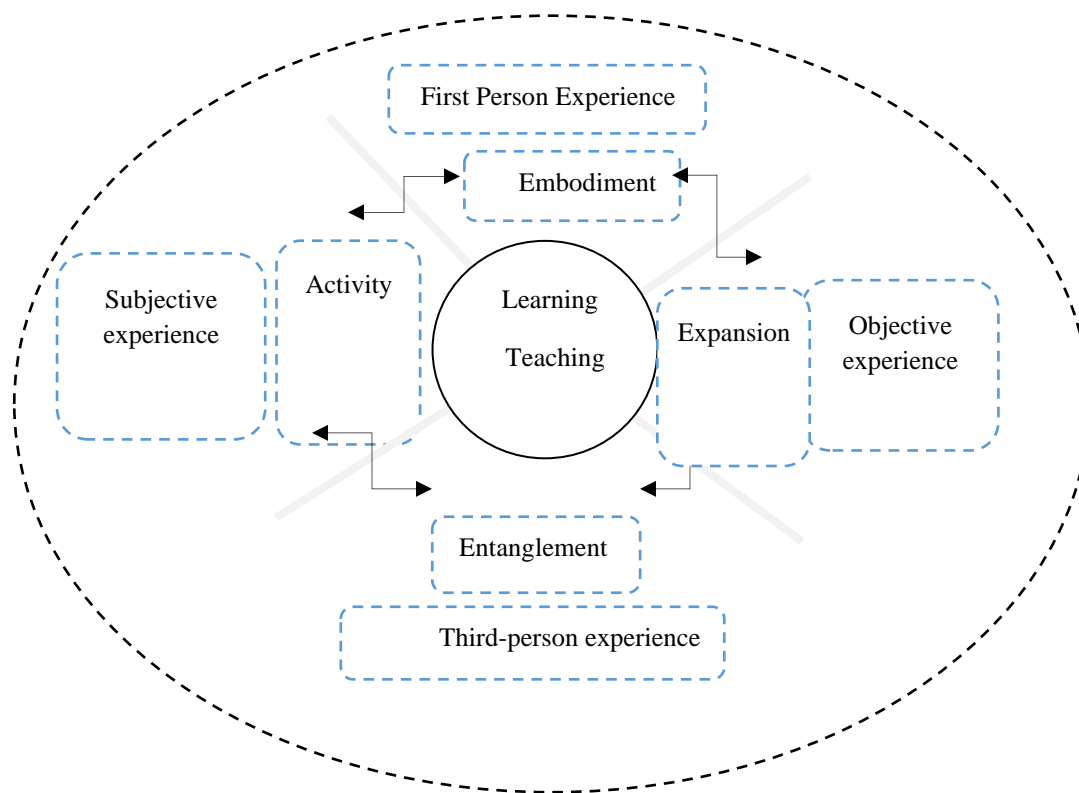 First Person Experience
Embodiment
Subjective
experience
Activity
Learning
Teaching
Expansion
Objective
experience
Entanglement
Third-person experience